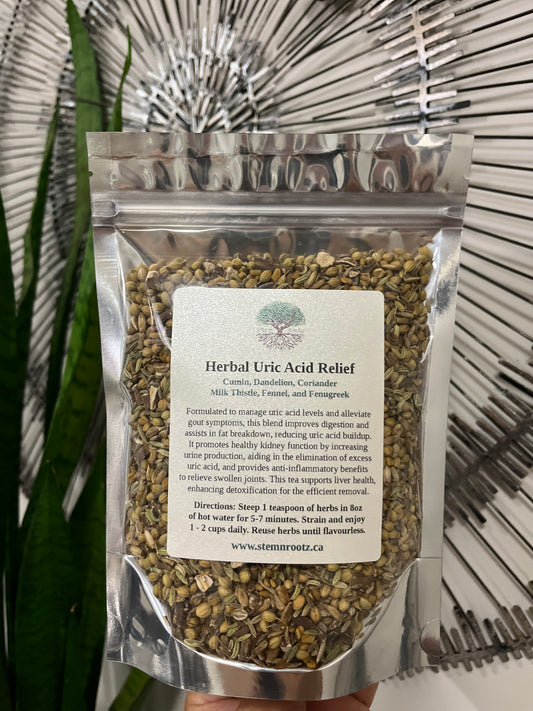 Herbal Uric Acid Relief
Cumin, Dandelion, Coriander
Milk Thistle, Fennel, and Fenugreek
Formulated to manage uric acid levels and alleviate
gout symptoms, this blend improves digestion and
assists in fat breakdown, reducing uric acid buildup.
It promotes healthy kidney function by increasing
urine production, aiding in the elimination of excess
uric acid, and provides anti-inflammatory benefits
to relieve swollen joints. This tea supports liver health,
enhancing detoxification for the efficient removal.
Directions: Steep 1 teaspoon of herbs in 8oz
of hot water for 5-7 minutes. Strain and enjoy
1 - 2 cups daily. Reuse herbs until flavourless.
www.stemnrootz.ca